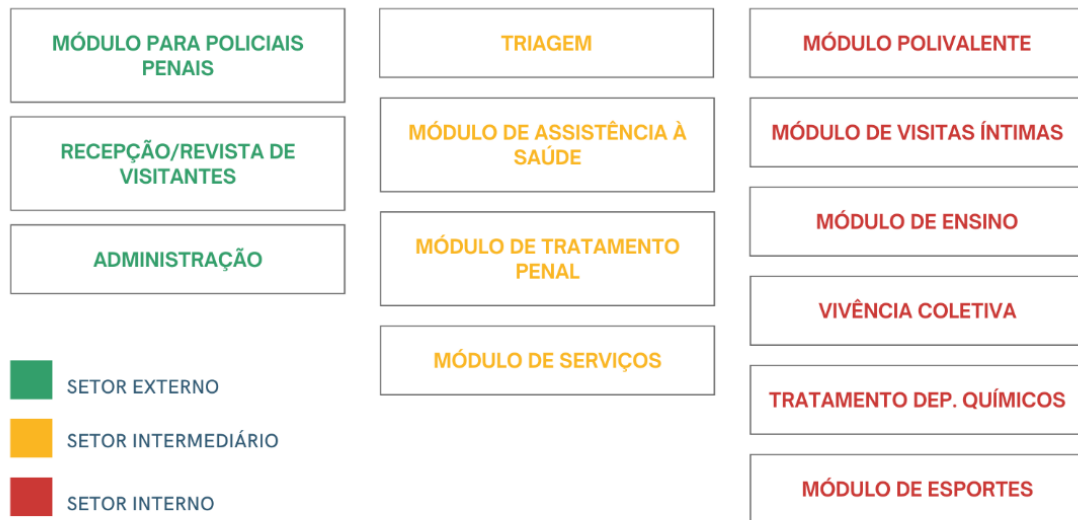 MÓDULO PARA POLICIAIS
PENAIS
RECEPÇÃO/REVISTA DE
VISITANTES
ADMINISTRAÇÃO
SETOR EXTERNO
SETOR INTERMEDIÁRIO
SETOR INTERNO
TRIAGEM
MÓDULO DE ASSISTÊNCIA À
SAÚDE
MÓDULO DE TRATAMENTO
PENAL
MÓDULO DE SERVIÇOS
MÓDULO POLIVALENTE
MÓDULO DE VISITAS ÍNTIMAS
MÓDULO DE ENSINO
VIVÊNCIA COLETIVA
TRATAMENTO DEP. QUÍMICOS
MÓDULO DE ESPORTES